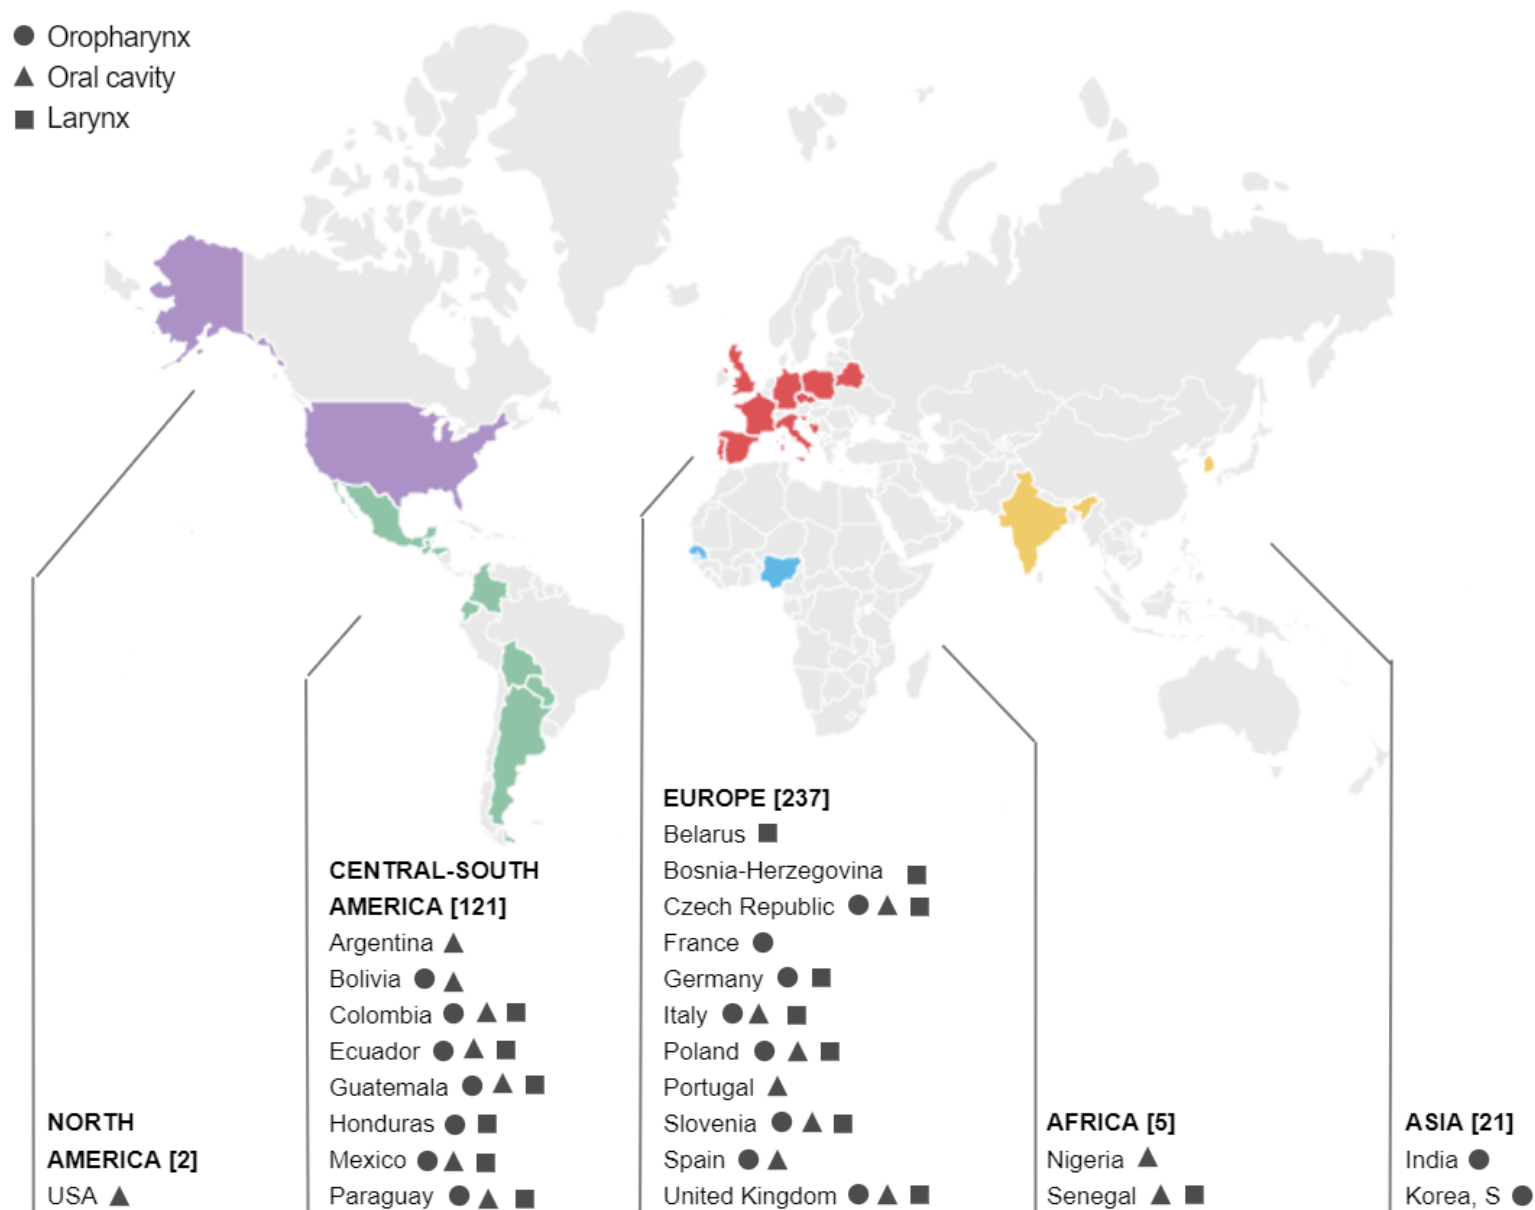 Oropharynx
Oral cavity
Larynx
NORTH
AMERICA [2]
USA
CENTRAL-SOUTH
AMERICA [121]
Argentina
Bolivia
Colombia
Ecuador
Guatemala
Honduras
Mexico
Paraguay
EUROPE [237]
Belarus
Bosnia-Herzegovina
Czech Republic
France
Germany
Italy
Poland
Portugal
Slovenia
Spain
United Kingdom
AFRICA [5]
Nigeria
Senegal
ASIA [21]
India
Korea, S